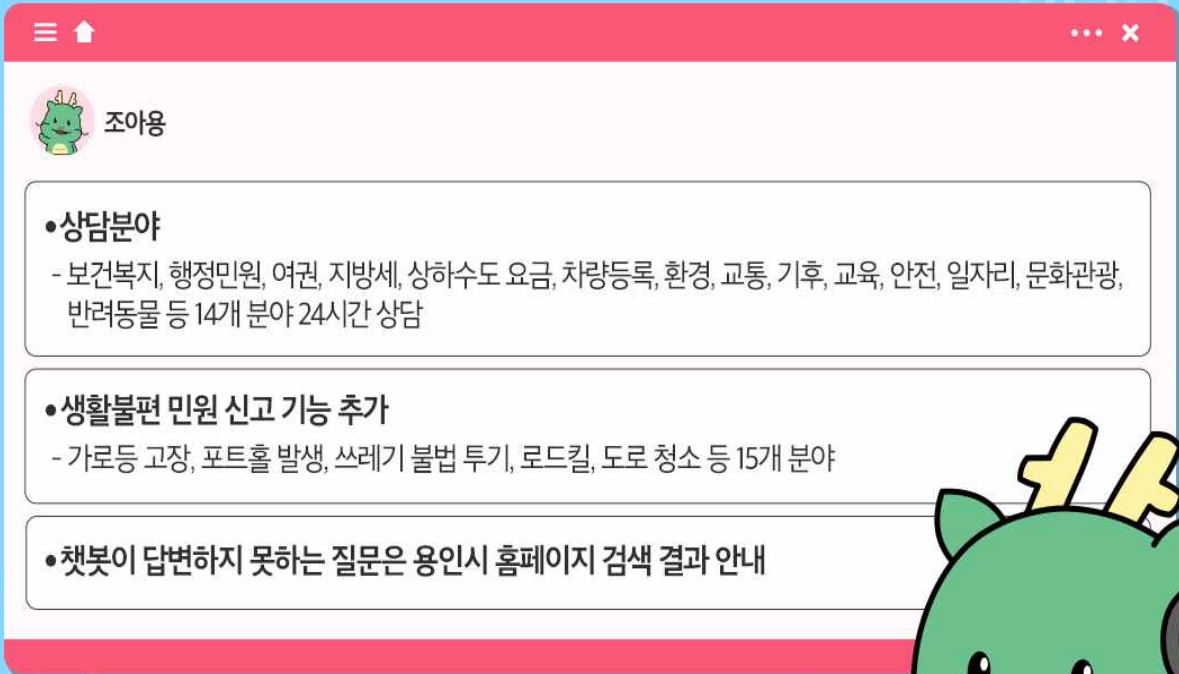 조아용
•상담분야
- 보건복지, 행정민원, 여권, 지방세, 상하수도 요금, 차량등록, 환경, 교통, 기후, 교육, 안전, 일자리, 문화관광,
반려동물 등 14개 분야 24시간 상담
•생활불편 민원 신고 기능 추가
- 가로등 고장, 포트홀 발생, 쓰레기 불법 투기, 로드킬, 도로 청소 등 15개 분야
•챗봇이 답변하지 못하는 질문은 용인시 홈페이지 검색 결과 안내